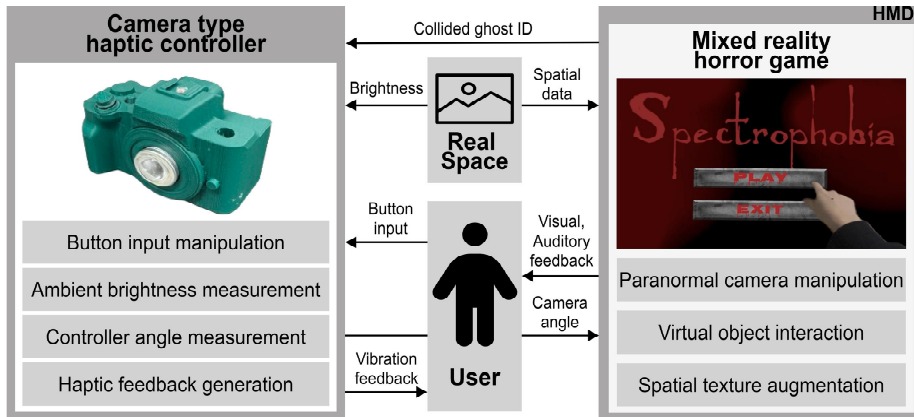 Camera type
haptic controller
Button input manipulation
Ambient brightness measurement
Controller angle measurement
Haptic feedback generation
Collided ghost ID
Brightness
Spatial
data
Real
Space
Button
input
Visual,
Auditory
feedback
Camera
angle
Vibration
feedback
User
HMD
Mixed reality
horror game
Spectrophobia
PLAY
EXIT
Paranormal camera manipulation
Virtual object interaction
Spatial texture augmentation